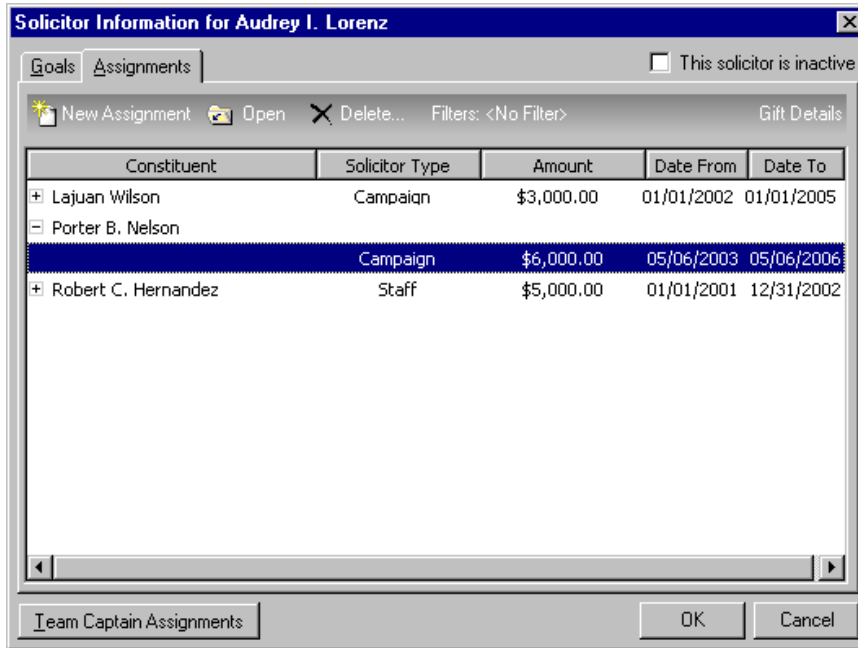 Solicitor Information for Audrey I. Lorenz
Goals Assignments This solicitor is inactive
New Assignment Open Delete... Filters: <No Filter> Gift Details
Constituent Solicitor Type Amount Date From Date To
Lajuan Wilson Campaign $3,000.00 01/01/2002 01/01/2005
Porter B. Nelson
Campaign $6,000.00 05/06/2003 05/06/2006
Robert C. Hernandez Staff $5,000.00 01/01/2001 12/31/2002
Team Captain Assignments OK Cancel